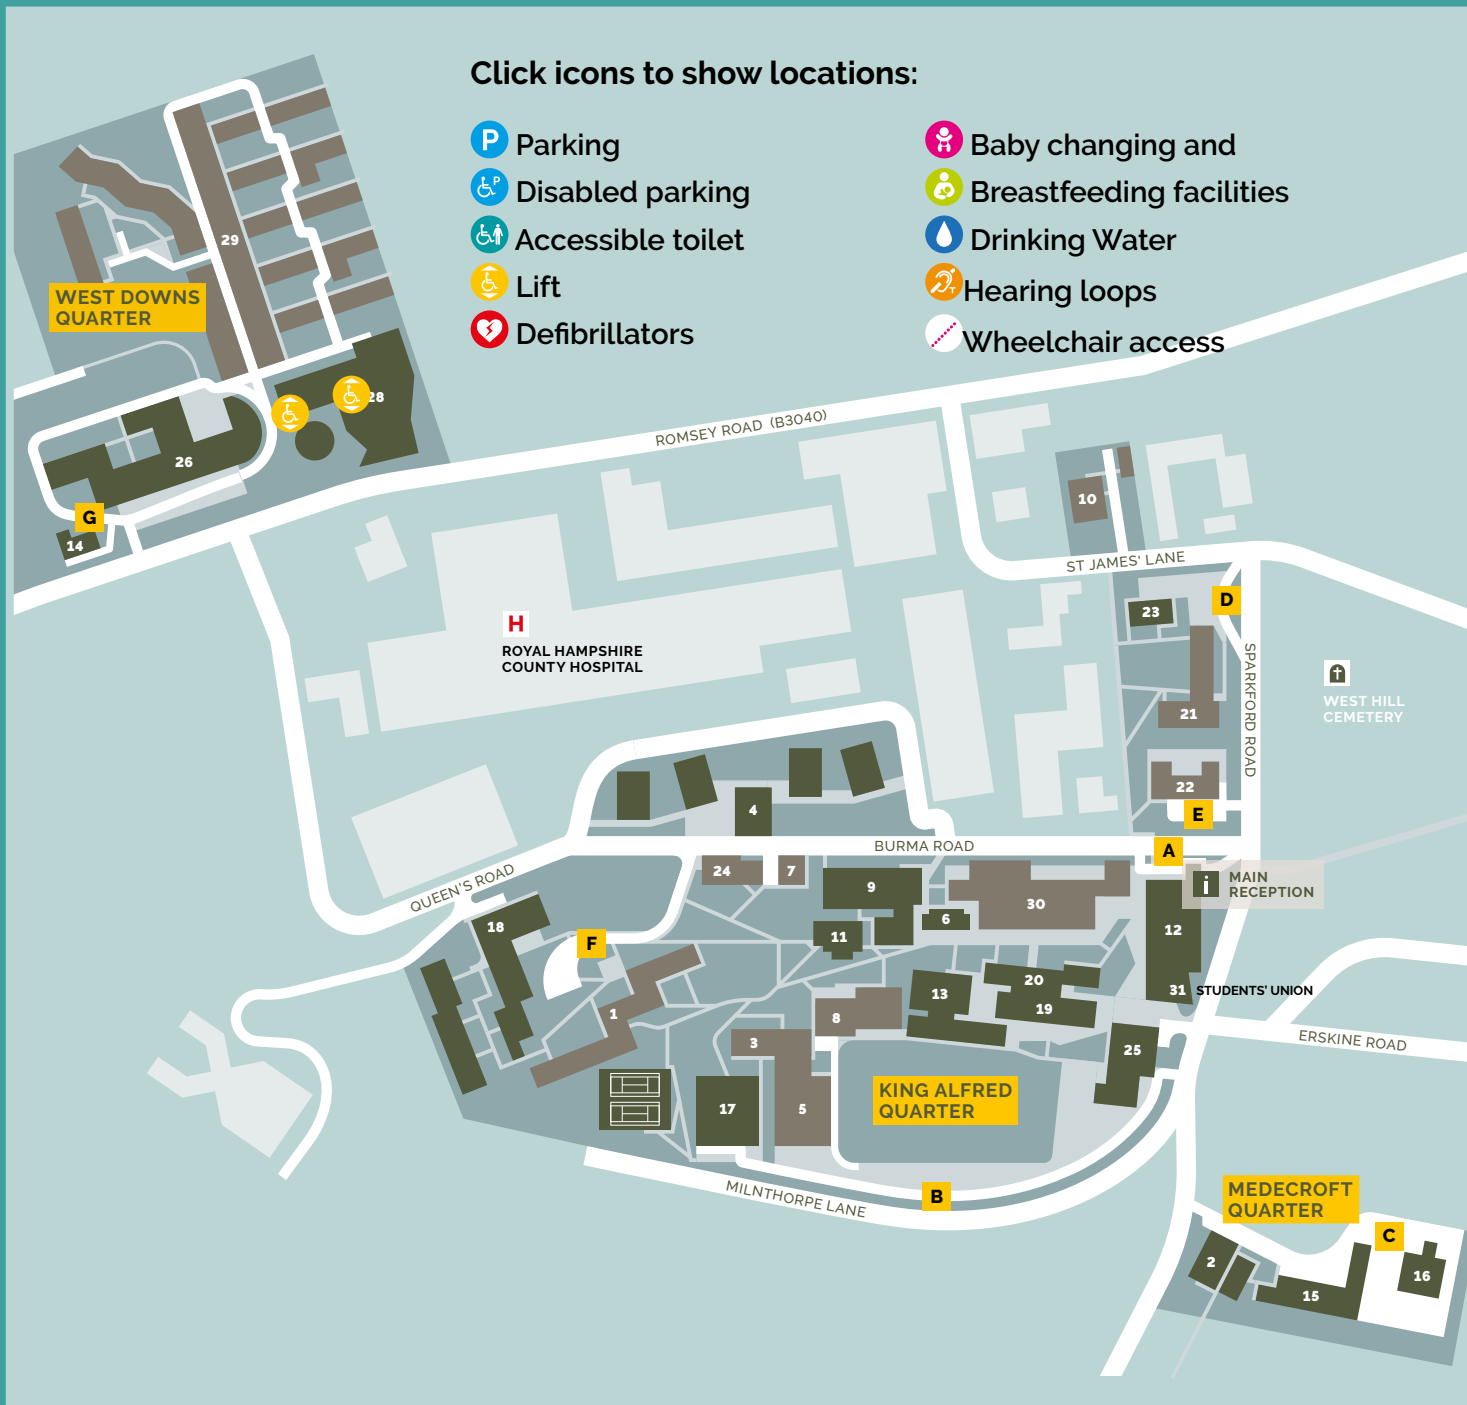 Click icons to show locations:
P Parking
P Disabled parking
Accessible toilet
Lift
Defibrillators
Baby changing and
Breastfeeding facilities
Drinking Water
T Hearing loops
Wheelchair access
29
WEST DOWNS
QUARTER
28
26
G
14
ROMSEY ROAD (B3040)
10
ST JAMES' LANE
D
23
H
ROYAL HAMPSHIRE
COUNTY HOSPITAL
SPARKFORD ROAD
WEST HILL
CEMETERY
21
22
E
4
BURMA ROAD
A
24
7
QUEEN'S ROAD
9
30
i MAIN
RECEPTION
6
18
F
11
12
20
13
19
31 STUDENTS' UNION
1
8
3
25
ERSKINE ROAD
17
5
KING ALFRED
QUARTER
MILNTHORPE LANE
B
MEDECROFT
QUARTER
C
2
15
16